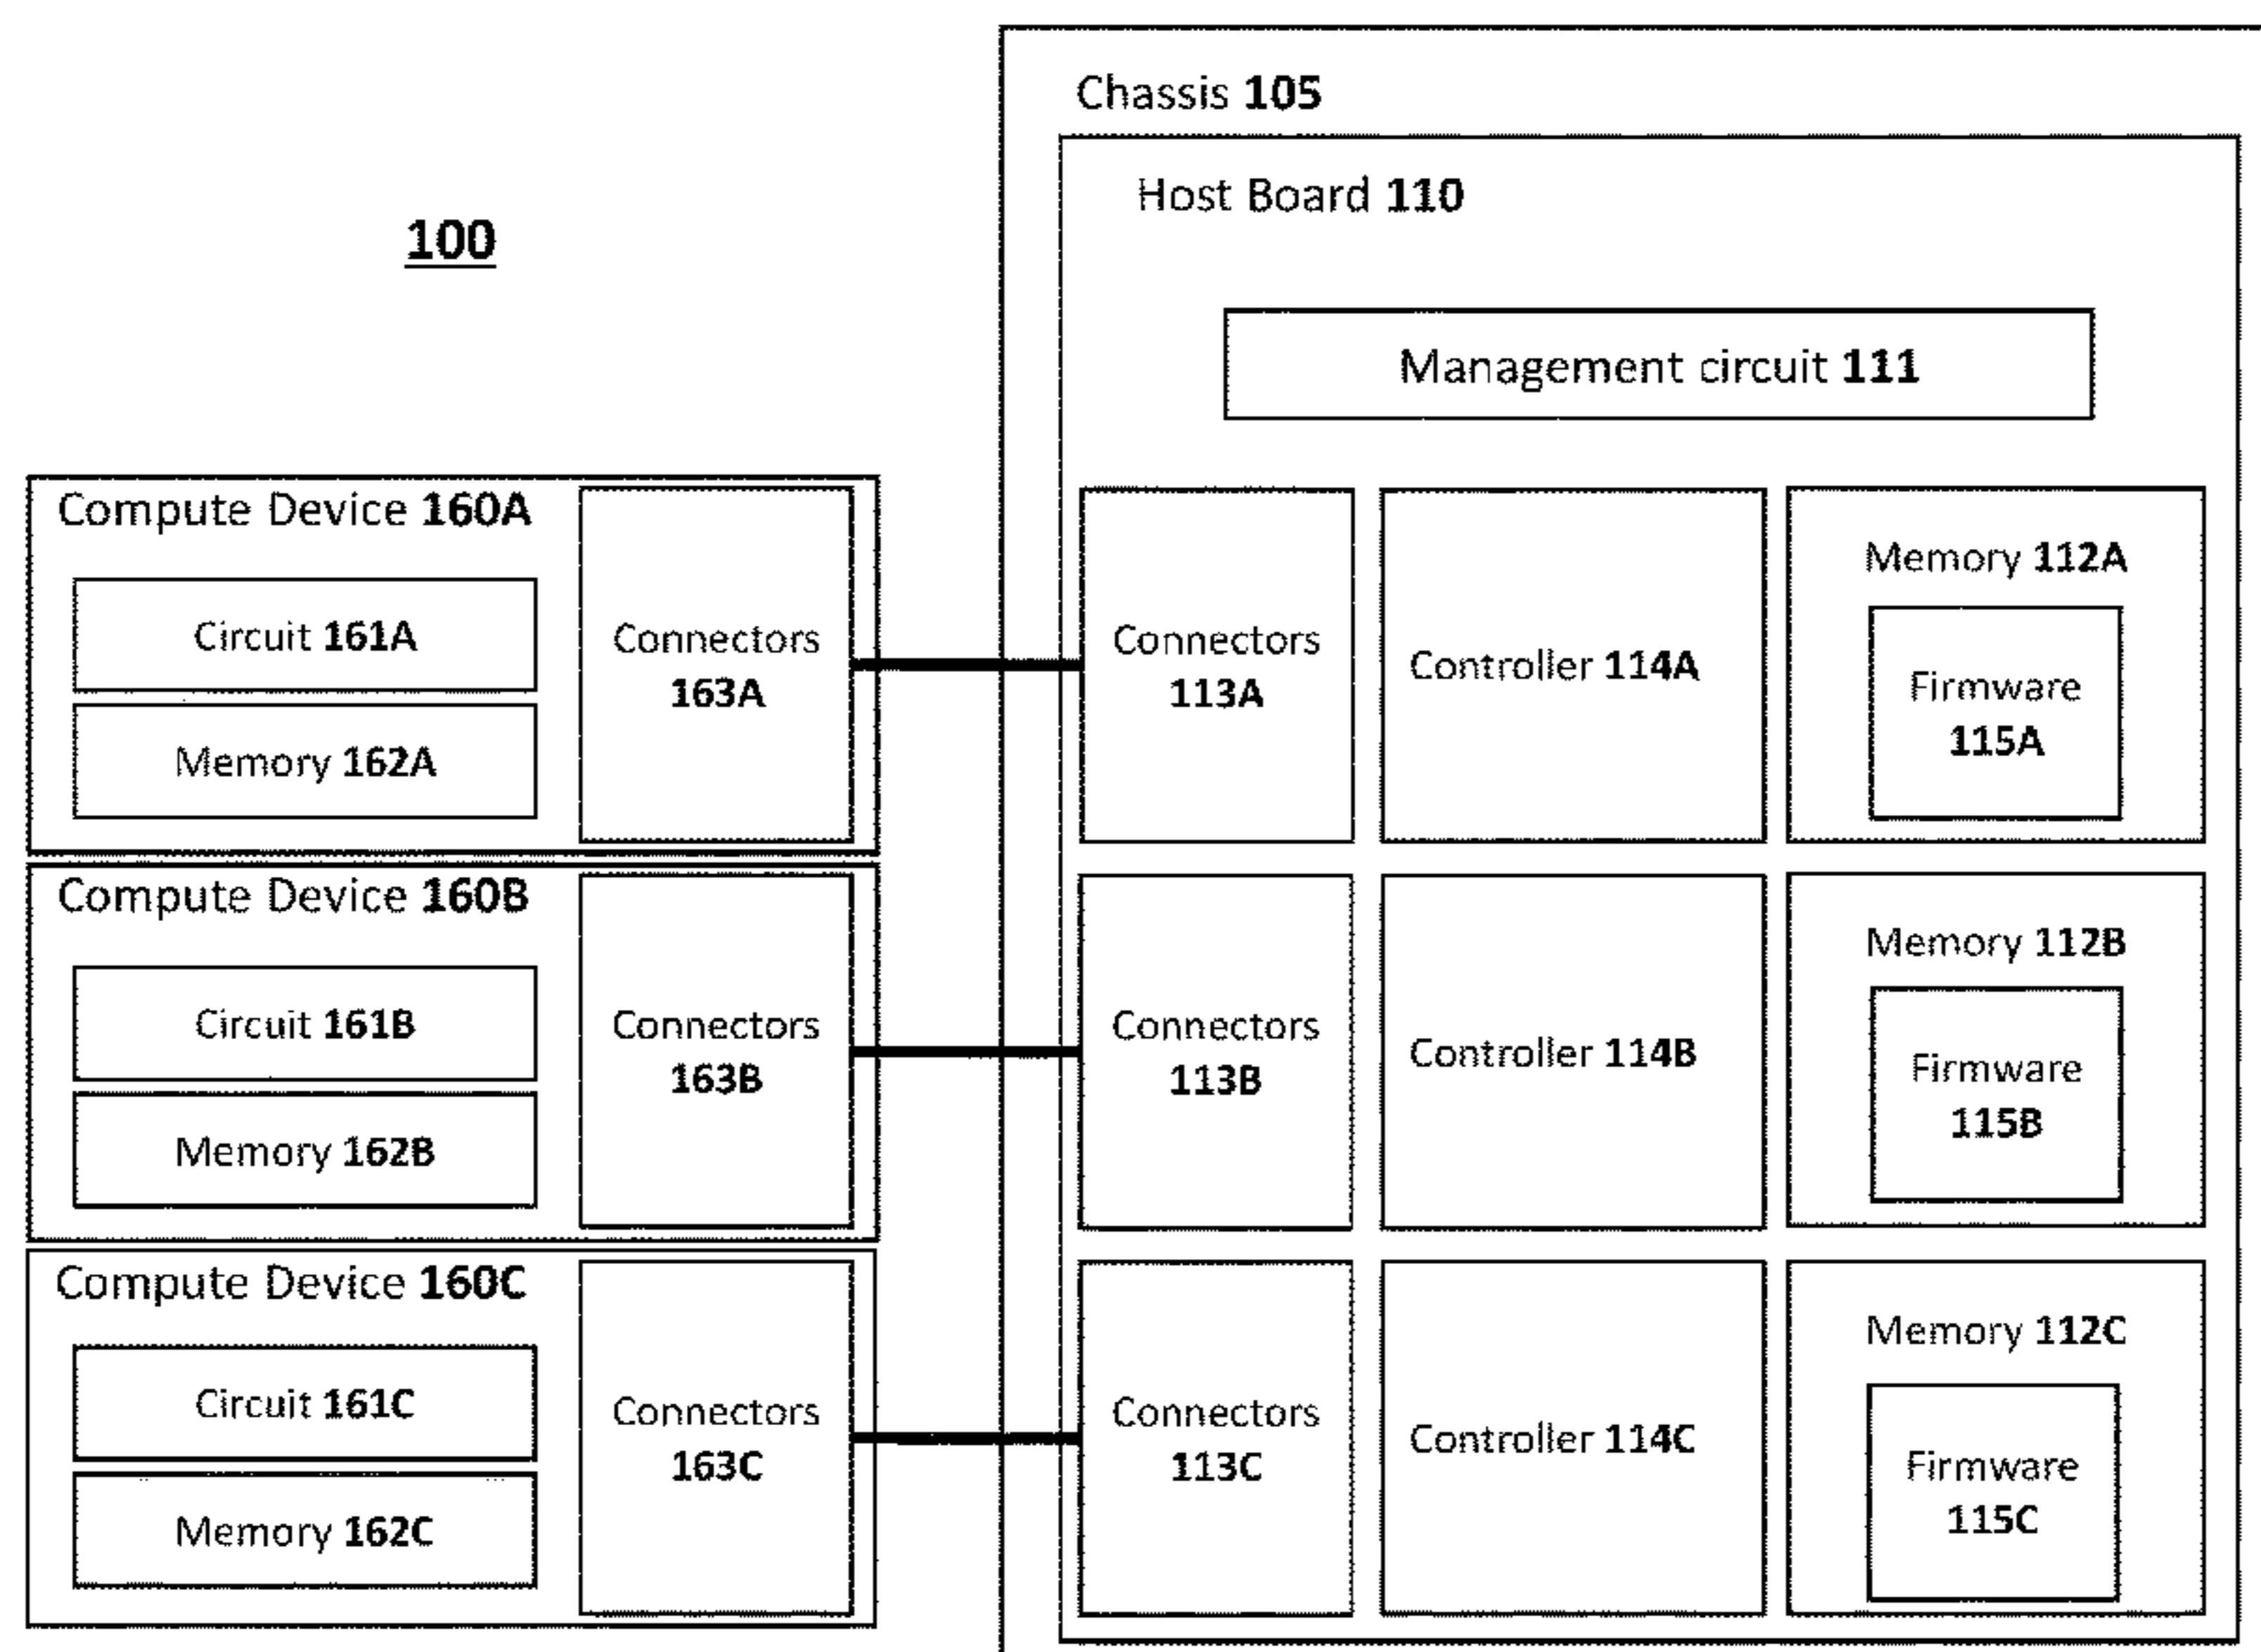 Chassis 105
Host Board 110
100
Management circuit 111
Compute Device 160A
Circuit 161A
Memory 162A
Connectors
163A
Connectors
113A
Controller 114A
Memory 112A
Firmware
115A
Compute Device 160B
Circuit 161B
Memory 162B
Connectors
163B
Connectors
113B
Controller 114B
Memory 112B
Firmware
115B
Compute Device 160C
Circuit 161C
Memory 162C
Connectors
163C
Connectors
113C
Controller 114C
Memory 112C
Firmware
115C